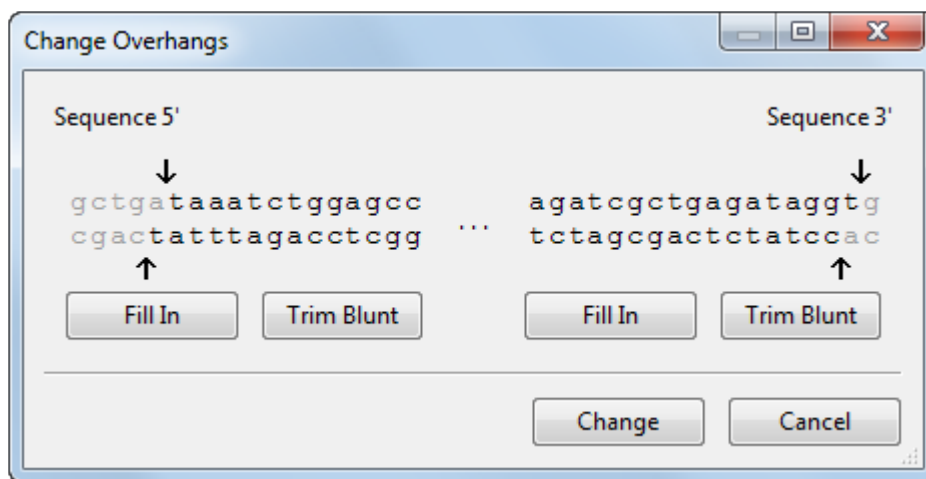 Change Overhangs
Sequence 5' Sequence 3'
gctgataaatctggagcc ... agatcgctgagataggtg
cgactatttagacctcgg tctagcgactctatccac
Fill In Trim Blunt Fill In Trim Blunt
Change Cancel